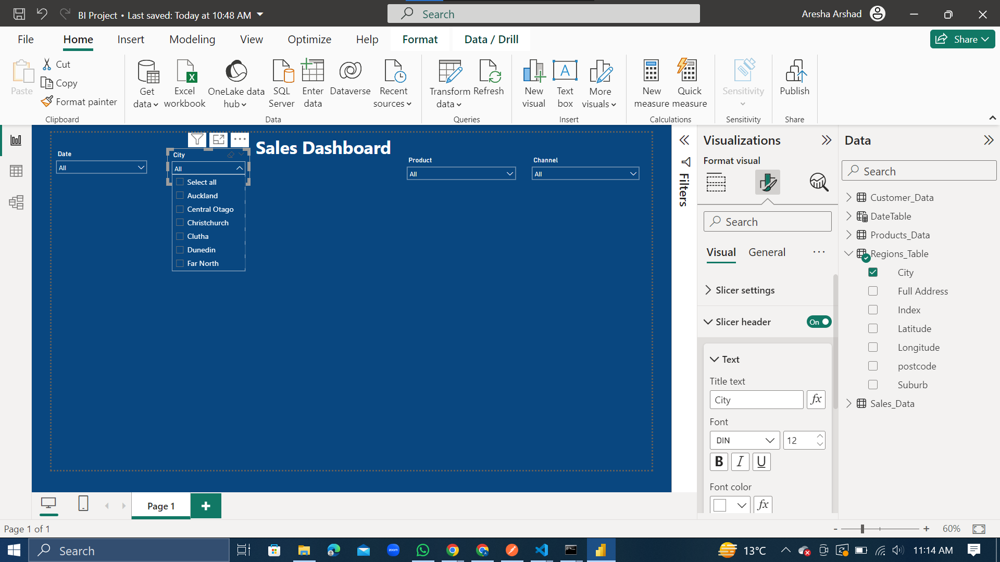 BI Project • Last saved: Today at 10:48 AM
Search
Aresha Arshad
File Home Insert Modeling View Optimize Help Format Data / Drill
Share
Paste
Cut
Copy
Format painter
Clipboard
Get data
Excel workbook
OneLake data hub
SQL Server
Enter data
Dataverse
Recent sources
Data
Transform data
Refresh
Queries
New visual
Text box
More visuals
Insert
New measure
Quick measure
Calculations
Sensitivity
Sensitivity
Publish
Share
Sales Dashboard
Date
All
City
All
Select all
Auckland
Central Otago
Christchurch
Clutha
Dunedin
Far North
Product
All
Channel
All
Filters
Visualizations
Format visual
Search
Visual General
Slicer settings
Slicer header On
Text
Title text
City fx
Font
DIN 12
B I U
Font color
fx
Data
Search
Customer_Data
DateTable
Products_Data
Regions_Table
City
Full Address
Index
Latitude
Longitude
postcode
Suburb
Sales_Data
Page 1 +
Page 1 of 1
- + 60%
Search
zoom
13°C
11:14 AM